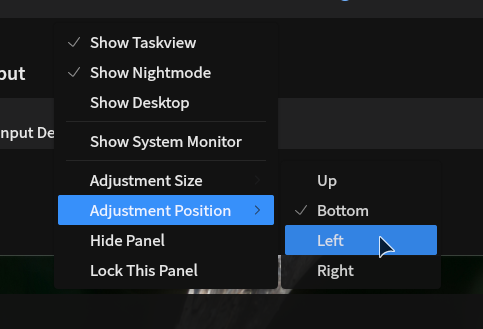 Show Taskview
Show Nightmode
put
Show Desktop
nput De
Show System Monitor
Adjustment Size
Adjustment Position
Hide Panel
Lock This Panel
Up
Bottom
Left
Right